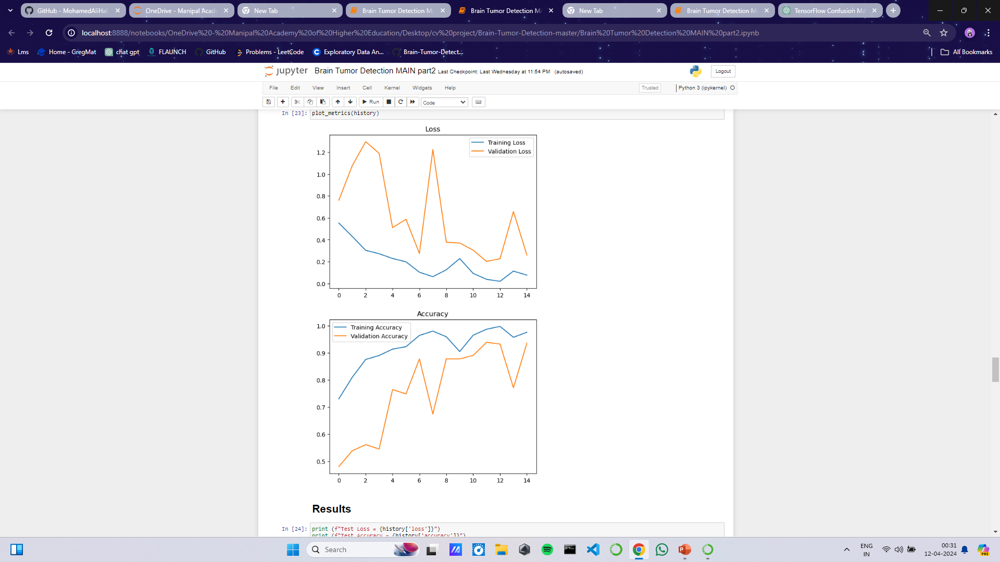 GitHub - MohamedAliHab
OneDrive - Manipal Acad
New Tab
Brain Tumor Detection MA
Brain Tumor Detection MA
New Tab
Brain Tumor Detection M
TensorFlow Confusion Ma
localhost:8888/notebooks/OneDrive%20-%20Manipal%20Academy%20of%20Higher%20Education/Desktop/cv%20project/Brain-Tumor-Detection-master/Brain%20Tumor%20Detection%20MAIN%20part2.ipynb
Lms
Home - GregMat
chat gpt
FLAUNCH
GitHub
Problems - LeetCode
Exploratory Data An...
Brain-Tumor-Detect...
All Bookmarks
jupyter Brain Tumor Detection MAIN part2 Last Checkpoint: Last Wednesday at 11:54 PM (autosaved)
Logout
File Edit View Insert Cell Kernel Widgets Help
Trusted
Python 3 (ipykernel)
Run
Code
In [23]: plot_metrics(history)
Loss
Training Loss
Validation Loss
1.2
1.0
0.8
0.6
0.4
0.2
0.0
0 2 4 6 8 10 12 14
Accuracy
Training Accuracy
Validation Accuracy
1.0
0.9
0.8
0.7
0.6
0.5
0 2 4 6 8 10 12 14
Results
In [24]: print (f"Test Loss = {history['loss']}")
print (f"Test Accuracy = {history['accuracy']}")
Search
ENG
IN
00:31
12-04-2024
PRE